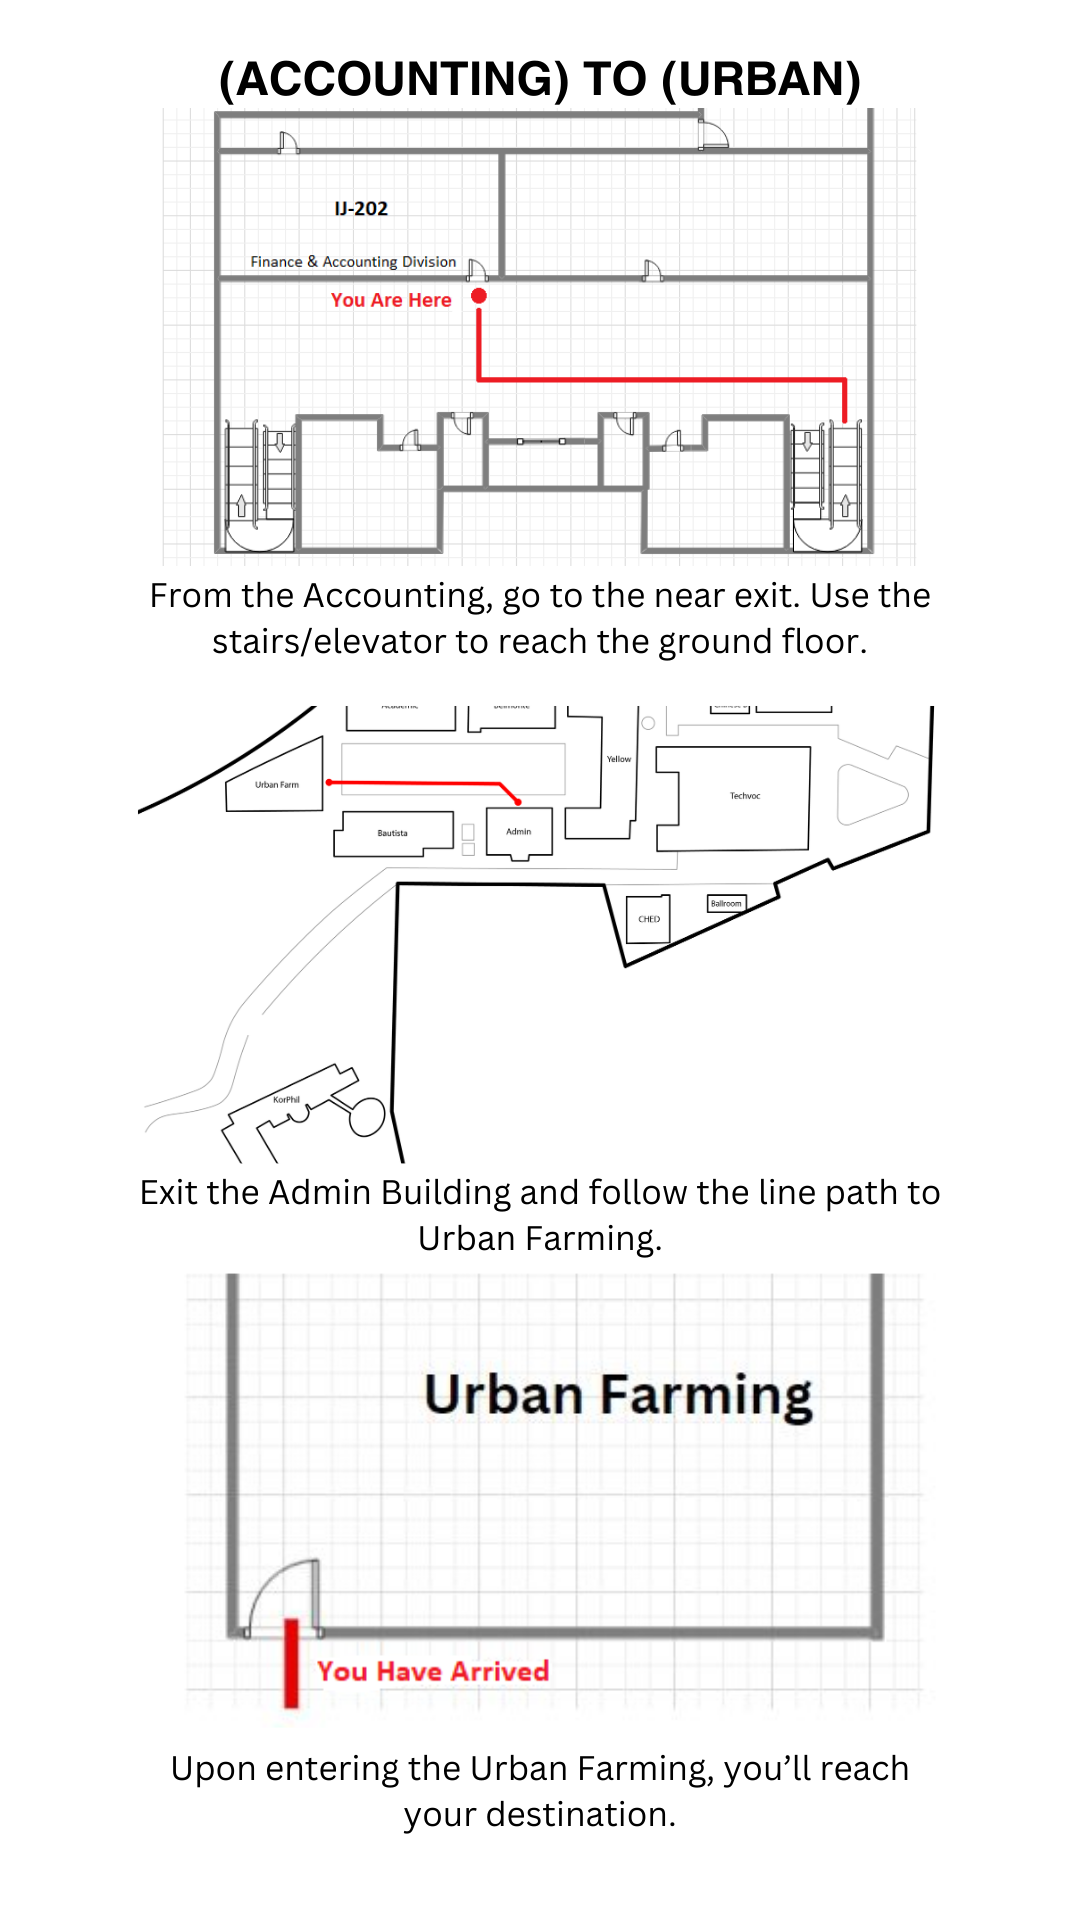 (ACCOUNTING) TO (URBAN)
IJ-202
Finance & Accounting Division
You Are Here
From the Accounting, go to the near exit. Use the
stairs/elevator to reach the ground floor.
Academic
Belmonte
Yellow
Urban Farm
Techvoc
Bautista
Admin
CHED
Ballroom
KorPhil
Exit the Admin Building and follow the line path to
Urban Farming.
Urban Farming
You Have Arrived
Upon entering the Urban Farming, you’ll reach
your destination.